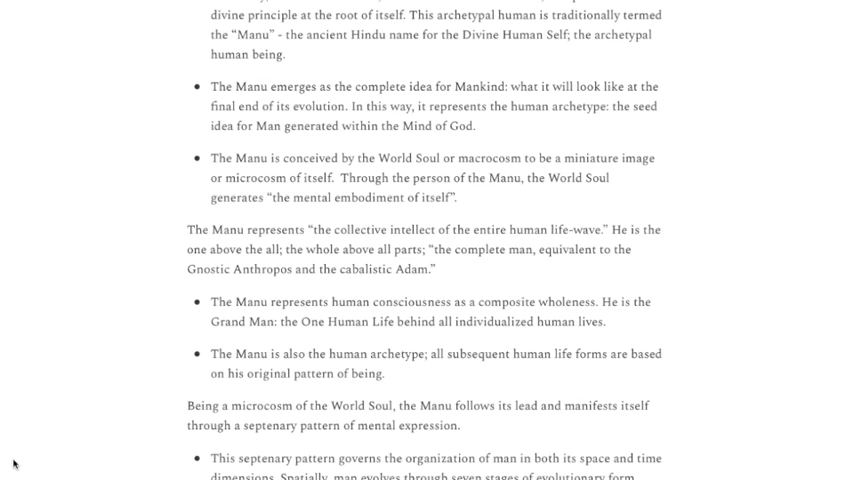 divine principle at the root of itself. This archetypal human is traditionally termed
the “Manu” - the ancient Hindu name for the Divine Human Self; the archetypal
human being.
• The Manu emerges as the complete idea for Mankind: what it will look like at the
final end of its evolution. In this way, it represents the human archetype: the seed
idea for Man generated within the Mind of God.
• The Manu is conceived by the World Soul or macrocosm to be a miniature image
or microcosm of itself.  Through the person of the Manu, the World Soul
generates “the mental embodiment of itself”.
The Manu represents “the collective intellect of the entire human life-wave.” He is the
one above the all; the whole above all parts; “the complete man, equivalent to the
Gnostic Anthropos and the cabalistic Adam.”
• The Manu represents human consciousness as a composite wholeness. He is the
Grand Man: the One Human Life behind all individualized human lives.
• The Manu is also the human archetype; all subsequent human life forms are based
on his original pattern of being.
Being a microcosm of the World Soul, the Manu follows its lead and manifests itself
through a septenary pattern of mental expression.
• This septenary pattern governs the organization of man in both its space and time
dimensions. Spatially, man evolves through seven stages of evolutionary form